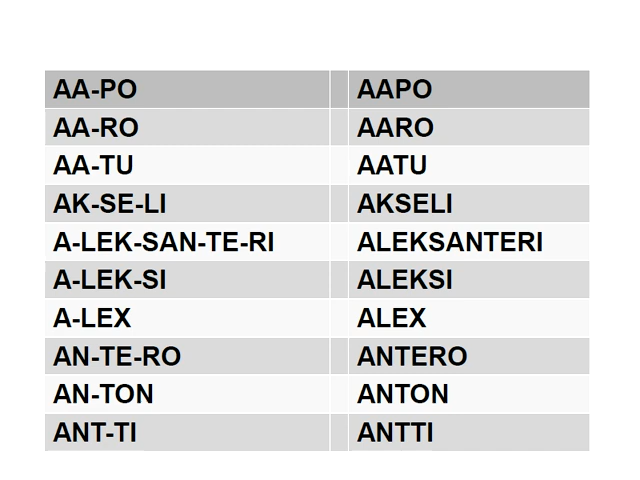 AA-PO AAPO
AA-RO AARO
AA-TU AATU
AK-SE-LI AKSELI
A-LEK-SAN-TE-RI ALEKSANTERI
A-LEK-SI ALEKSI
A-LEX ALEX
AN-TE-RO ANTERO
AN-TON ANTON
ANT-TI ANTTI